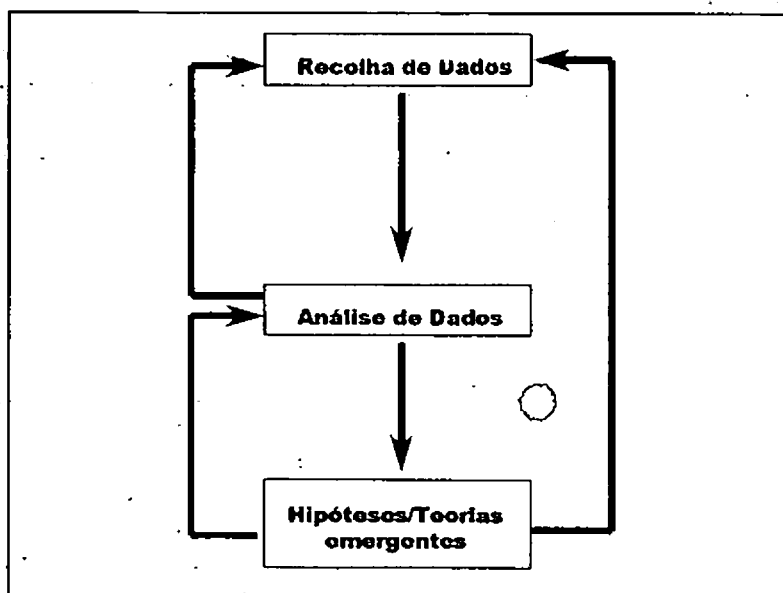 Recolha de Dados
Análise de Dados
Hipóteses/Teorias
emergentes